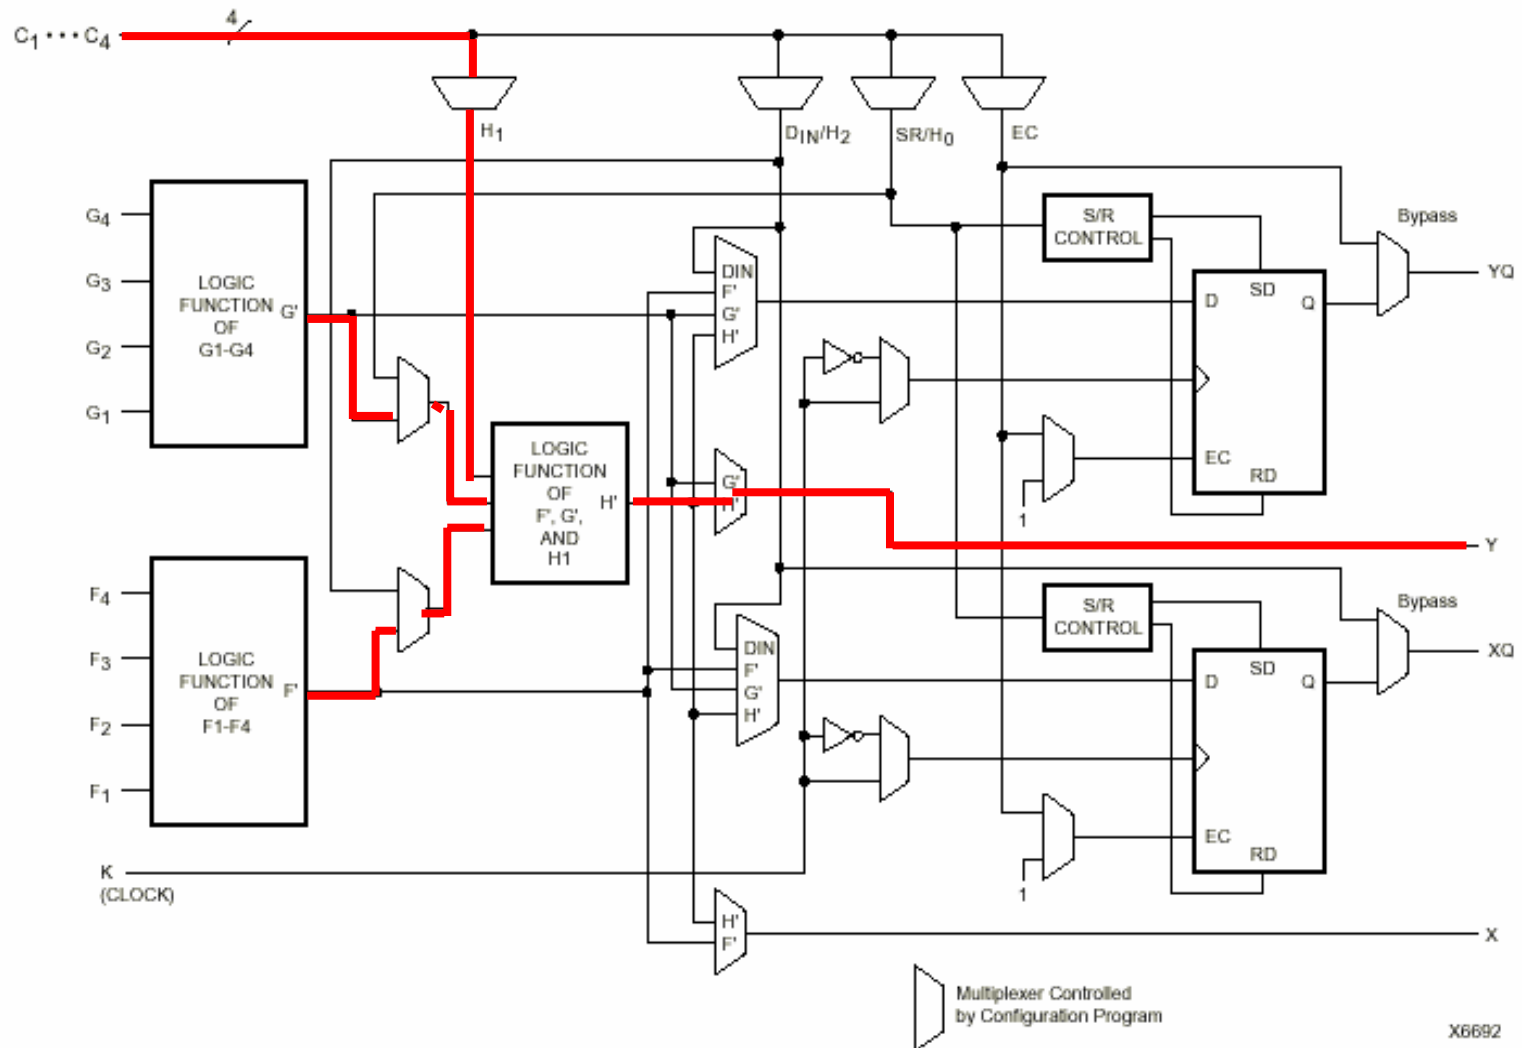 4
C1 • • • C4
H1
DIN/H2
SR/H0
EC
G4
G3
G2
G1
LOGIC
FUNCTION
OF
G1-G4
G'
DIN
F'
G'
H'
S/R
CONTROL
Bypass
D
SD
Q
YQ
EC
RD
1
LOGIC
FUNCTION
OF
F', G',
AND
H1
H'
G'
H'
Y
F4
F3
F2
F1
LOGIC
FUNCTION
OF
F1-F4
F'
DIN
F'
G'
H'
S/R
CONTROL
Bypass
D
SD
Q
XQ
EC
RD
1
K
(CLOCK)
H'
F'
X
Multiplexer Controlled
by Configuration Program
X6692